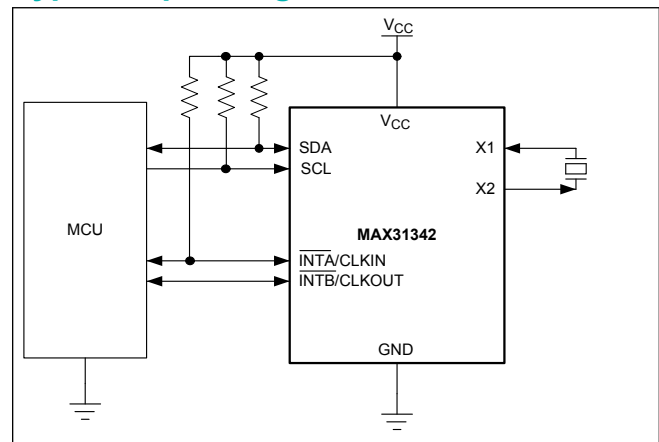 VCC
VCC
SDA
SCL
X1
X2
MCU
MAX31342
INTA/CLKIN
INTB/CLKOUT
GND